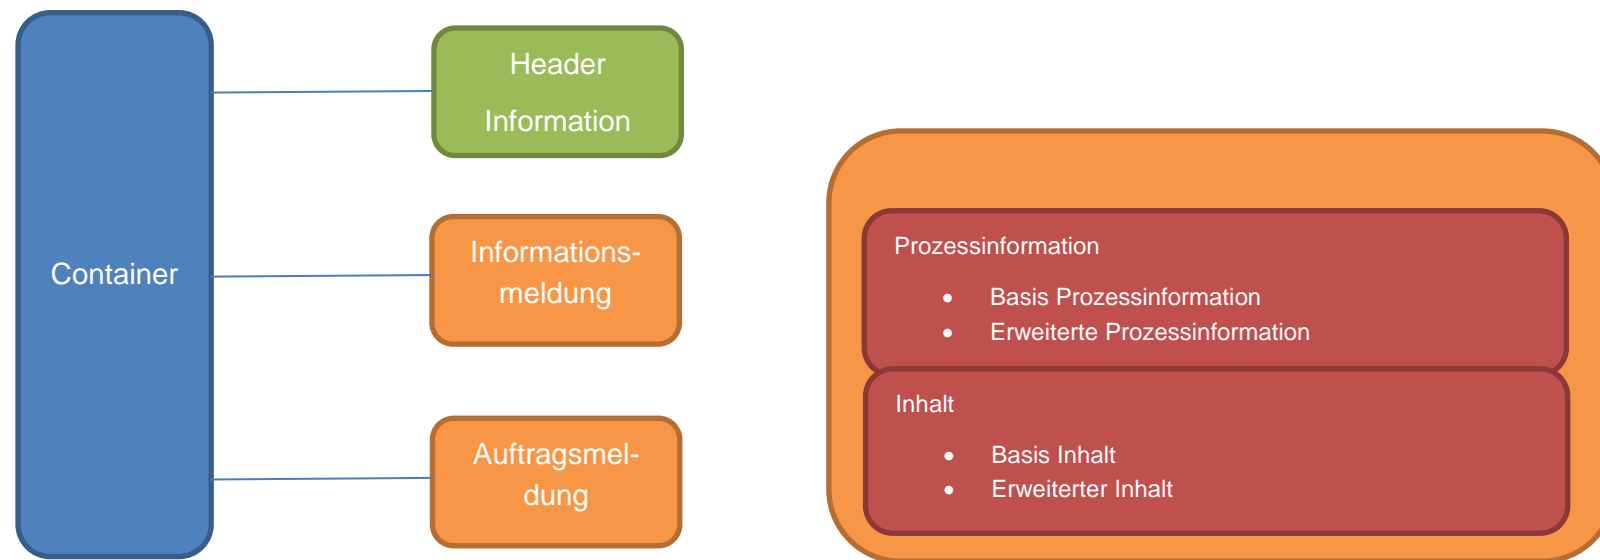 Container
Header
Information
Informations-
meldung
Auftragsmel-
dung
Prozessinformation
• Basis Prozessinformation
• Erweiterte Prozessinformation
Inhalt
• Basis Inhalt
• Erweiterter Inhalt